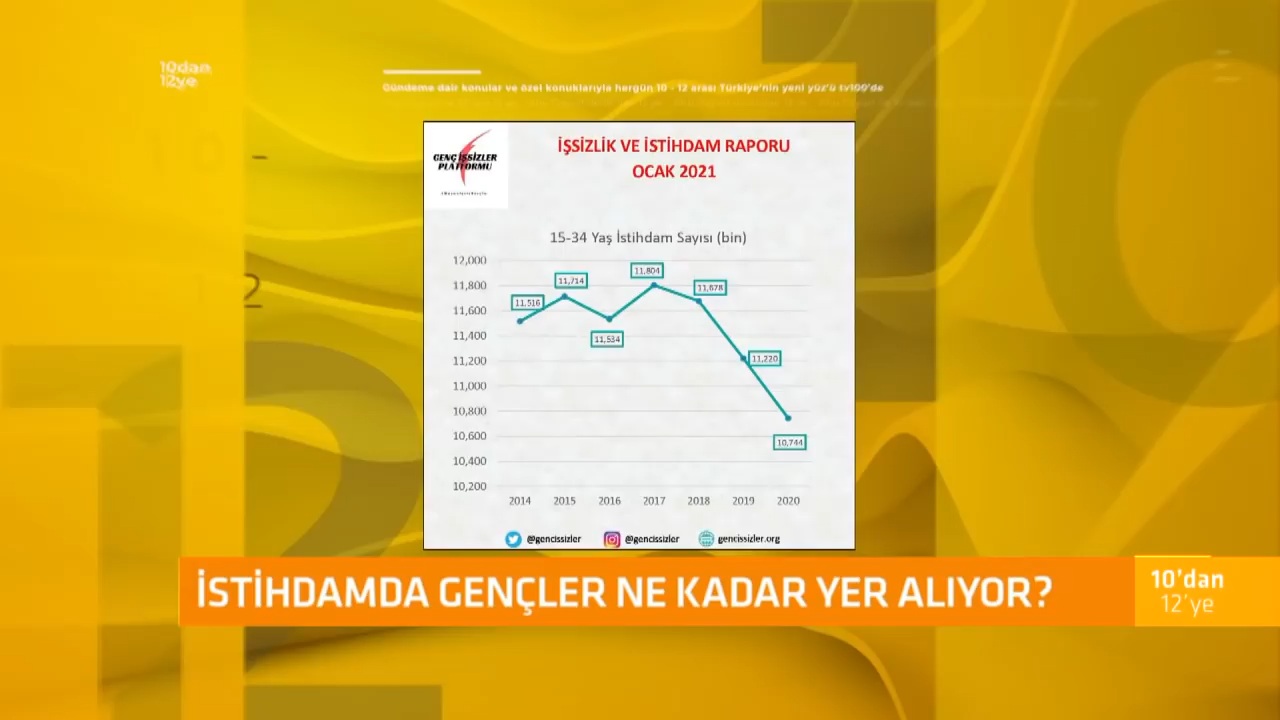 10dan
12ye
Gündeme dair konular ve özel konuklarıyla hergün 10 - 12 arası Türkiye'nin yeni yüz'ü tv100'de
GENÇ İŞSİZLER
PLATFORMU
İŞSİZLİK VE İSTİHDAM RAPORU
OCAK 2021
15-34 Yaş İstihdam Sayısı (bin)
12,000
11,800
11,600
11,400
11,200
11,000
10,800
10,600
10,400
10,200
11,516
11,714
11,534
11,804
11,678
11,220
10,744
2014 2015 2016 2017 2018 2019 2020
@gencissizler @gencissizler gencissizler.org
İSTİHDAMDA GENÇLER NE KADAR YER ALIYOR?
10'dan
12'ye